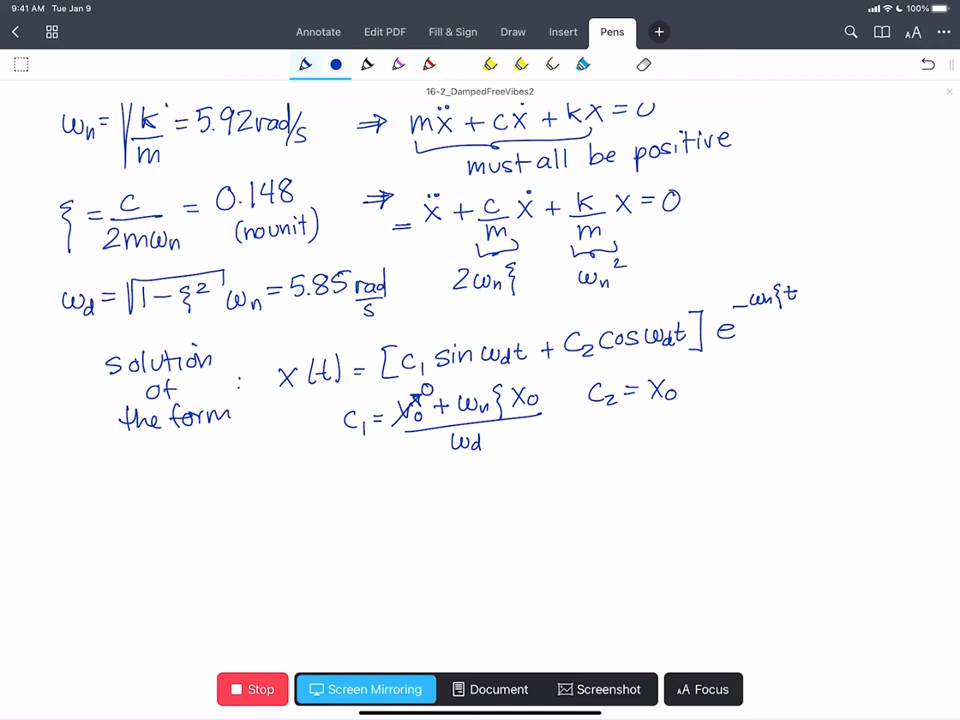 9:41 AM Tue Jan 9
100%
Annotate Edit PDF Fill & Sign Draw Insert Pens +
AA
16-2_DampedFreeVibes2
ωn = √(k/m) = 5.92 rad/s ⇒ mẍ + cẋ + kx = 0
must all be positive
ξ = c/(2mωn) = 0.148 (no unit) ⇒ ẍ + c/m ẋ + k/m x = 0
2ωnξ ωn²
ωd = √(1 − ξ²) ωn = 5.85 rad/s
solution
of
the form : x(t) = [C₁ sin ωdt + C₂ cos ωdt] e^(−ωnξt)
C₁ = (v₀ → 0 + ωnξx₀)/ωd C₂ = x₀
Stop Screen Mirroring Document Screenshot AA Focus